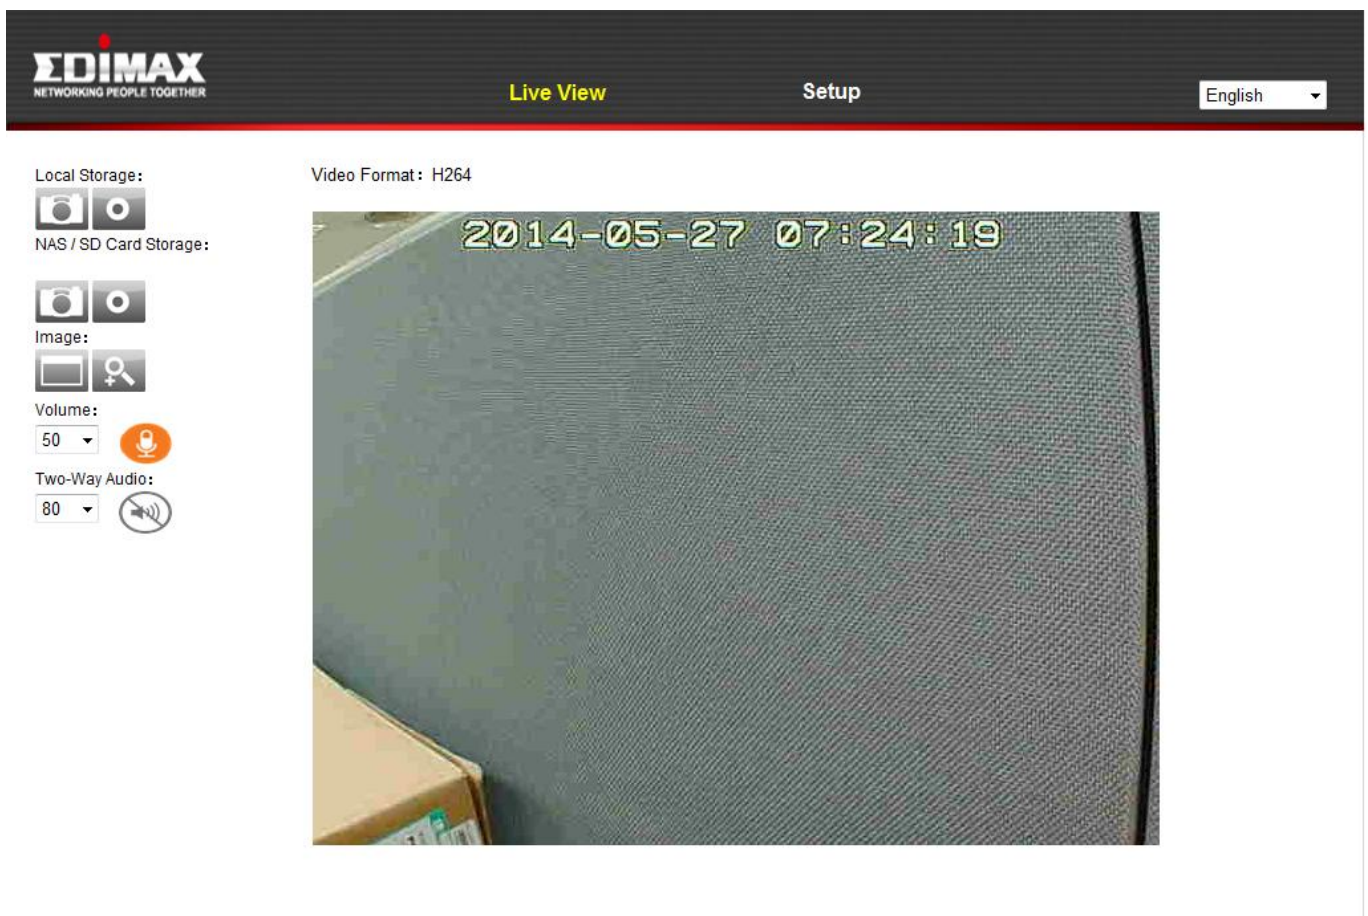 EDIMAX
NETWORKING PEOPLE TOGETHER
Live View
Setup
English
Local Storage:
Video Format: H264
2014-05-27 07:24:19
NAS / SD Card Storage:
Image:
Volume:
50
Two-Way Audio:
80